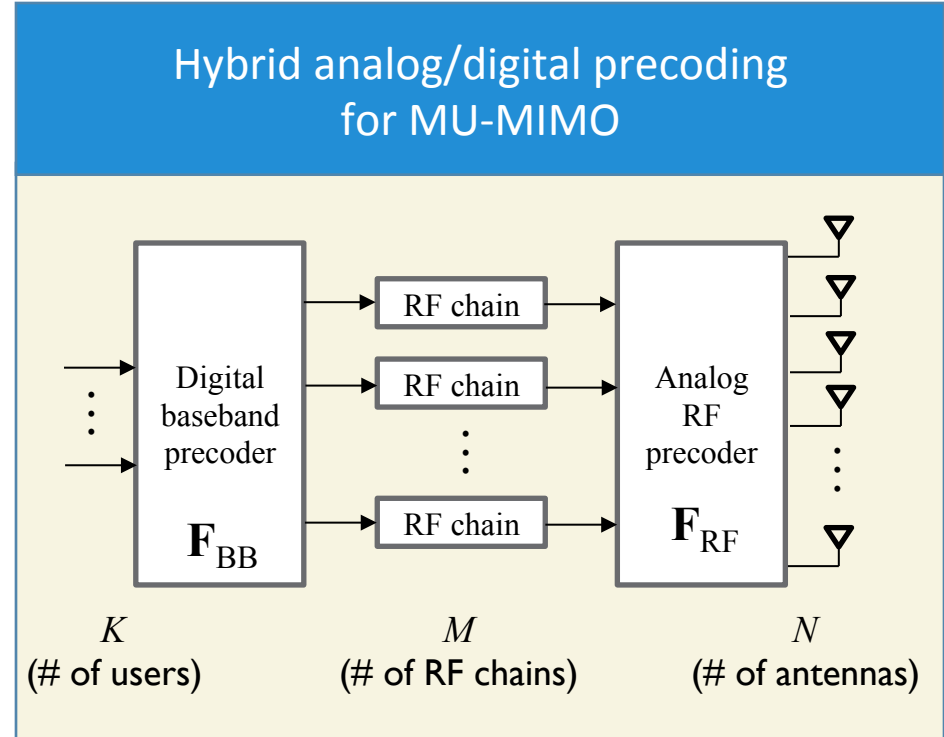 Hybrid analog/digital precoding
for MU-MIMO
RF chain
Digital
baseband
precoder
F_BB
RF chain
⋮
RF chain
Analog
RF
precoder
F_RF
K
(# of users)
M
(# of RF chains)
N
(# of antennas)